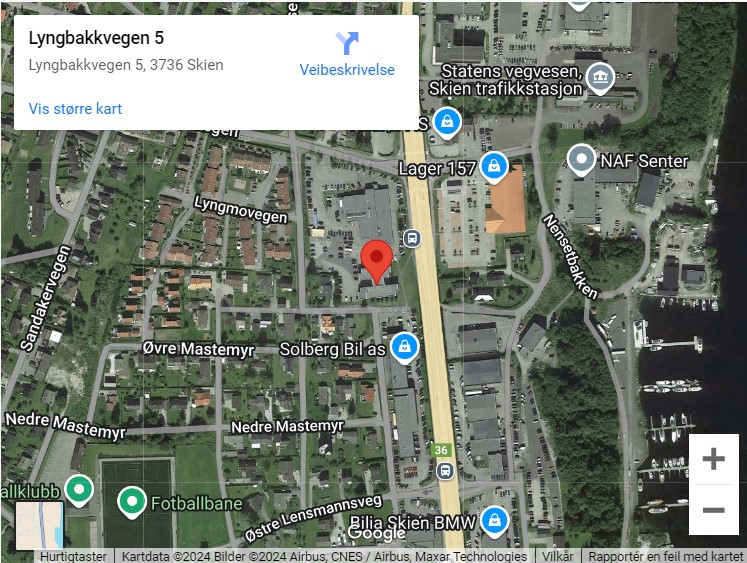 Lyngbakkvegen 5
Lyngbakkvegen 5, 3736 Skien
Veibeskrivelse
Vis større kart
Statens vegvesen,
Skien trafikkstasjon
Lager 157
NAF Senter
Lyngmovegen
Nensetbakken
Sandakervegen
Øvre Mastemyr
Solberg Bil as
Nedre Mastemyr
Nedre Mastemyr
36
Fotballbane
Østre Lensmannsveg
Bilia Skien BMW
Google
Hurtigtaster
Kartdata ©2024 Bilder ©2024 Airbus, CNES / Airbus, Maxar Technologies
Vilkår
Rapportér en feil med kartet